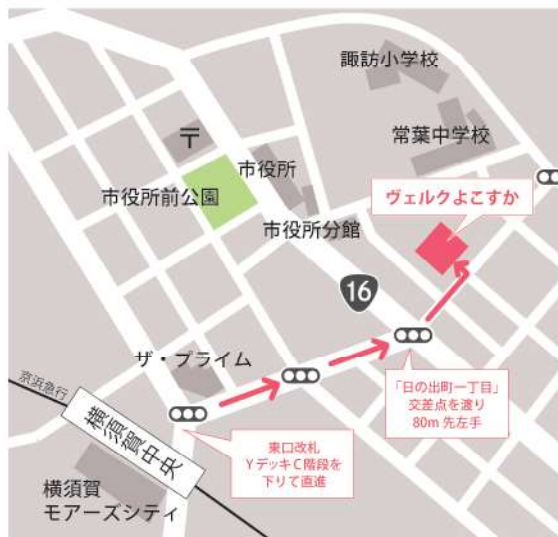 諏訪小学校
常葉中学校
〒
市役所
ヴェルクよこすか
市役所前公園
市役所分館
16
ザ・プライム
京浜急行
横須賀中央
「日の出町一丁目」
交差点を渡り
80m 先左手
東口改札
YデッキC階段を
下りて直進
横須賀
モアーズシティ